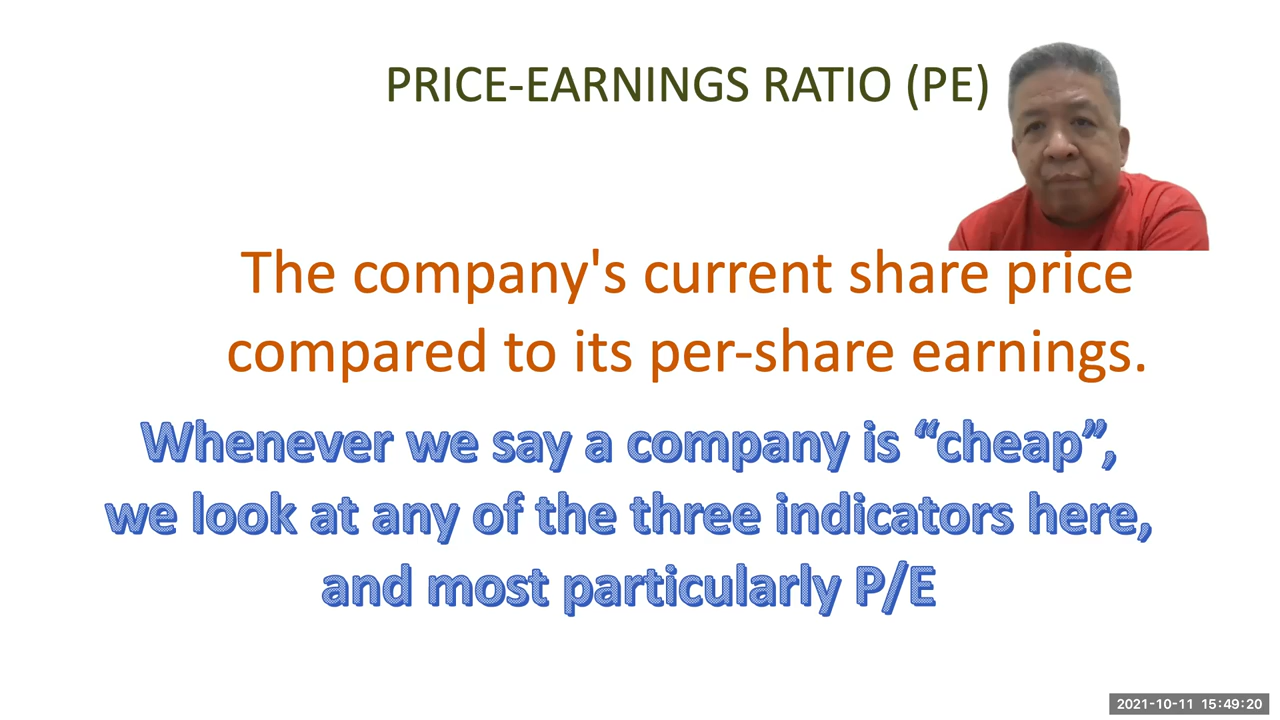 PRICE-EARNINGS RATIO (PE)
The company's current share price
compared to its per-share earnings.
Whenever we say a company is “cheap”,
we look at any of the three indicators here,
and most particularly P/E
2021-10-11 15:49:20